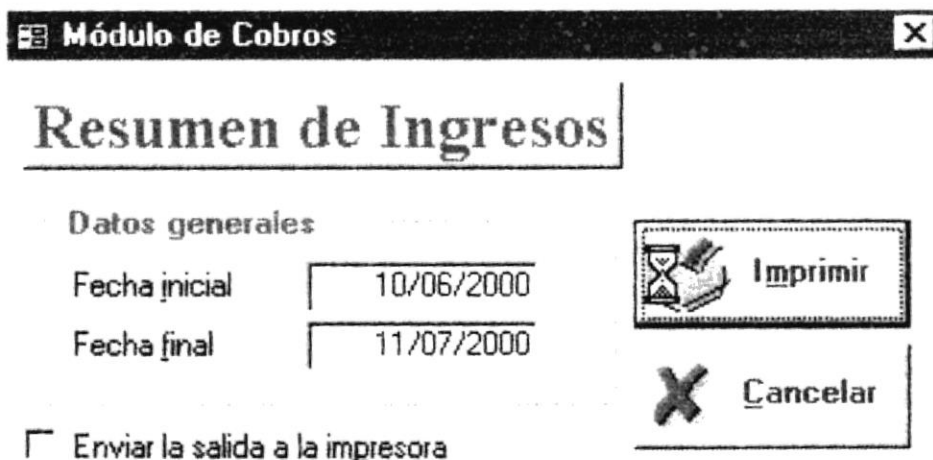 Módulo de Cobros
Resumen de Ingresos
Datos generales
Fecha inicial 10/06/2000
Fecha final 11/07/2000
Imprimir
Cancelar
Enviar la salida a la impresora